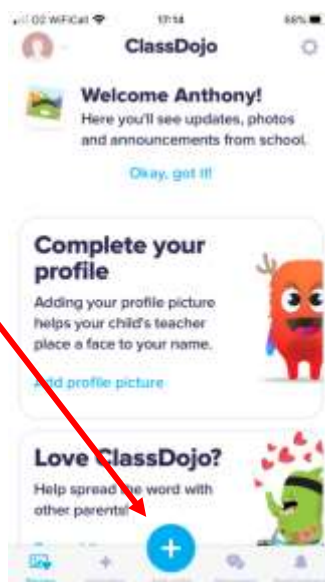 O2 WiFiCall 17:14 68%
ClassDojo
Welcome Anthony!
Here you'll see updates, photos
and announcements from school.
Okay, got it!
Complete your
profile
Adding your profile picture
helps your child's teacher
place a face to your name.
Add profile picture
Love ClassDojo?
Help spread the word with
other parents!